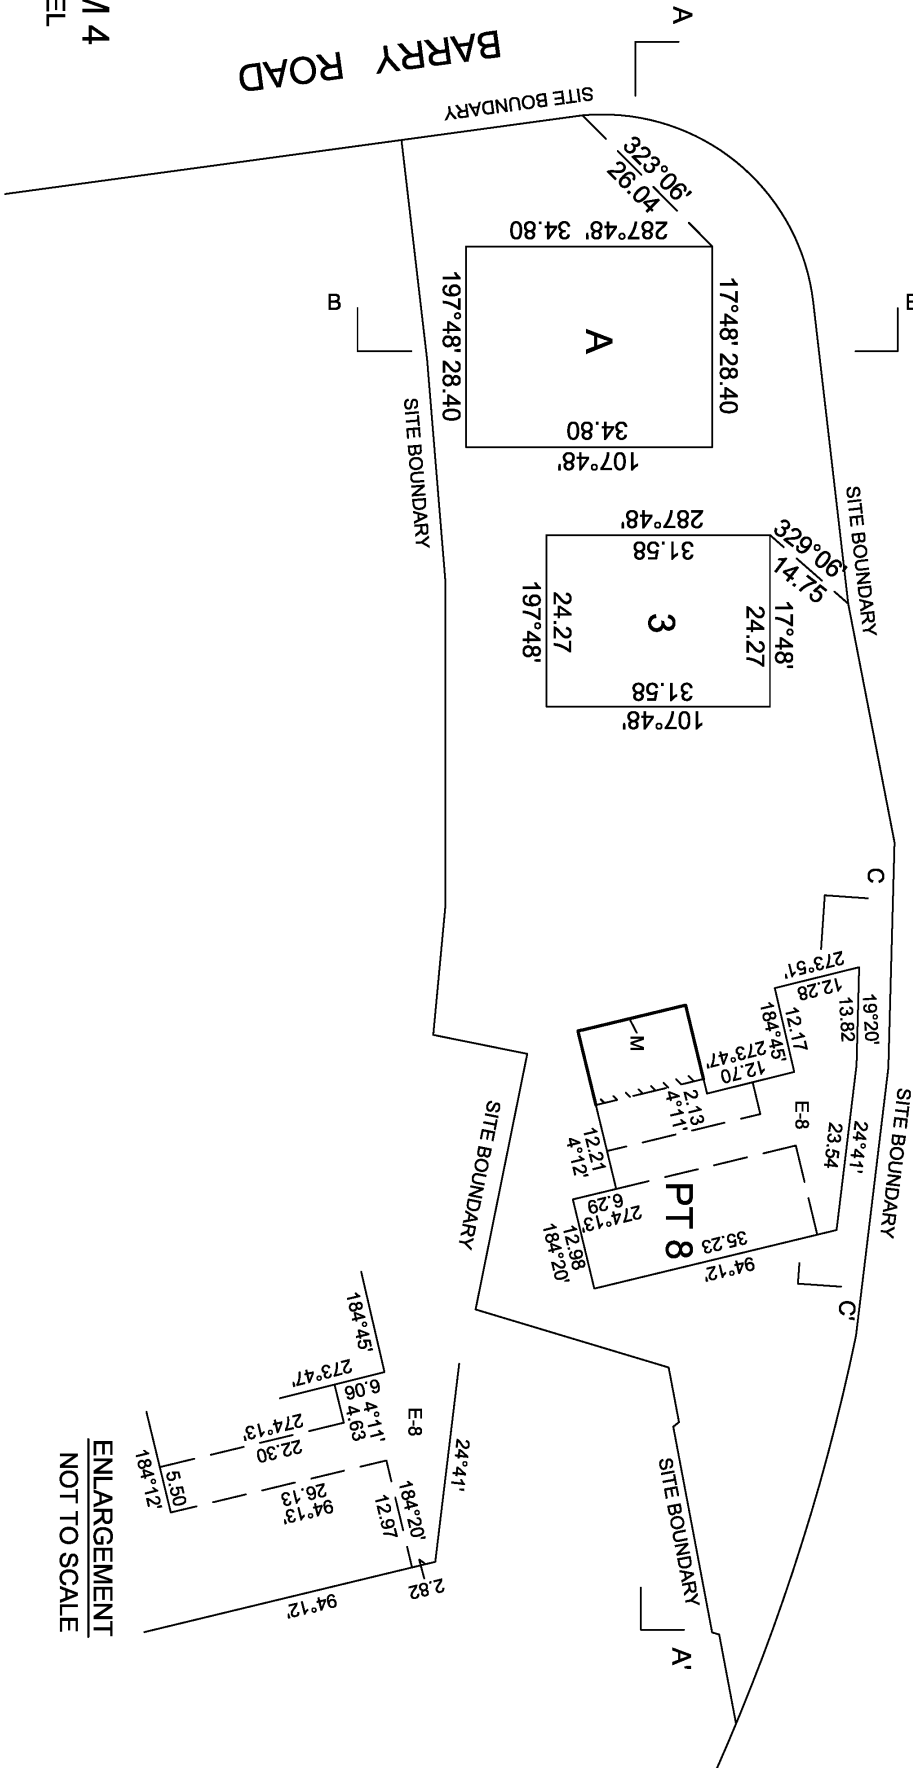 M 4
EL
BARRY ROAD
SITE BOUNDARY
A
323°06'
26.04
287°48' 34.80
17°48' 28.40
197°48' 28.40
A
34.80
107°48'
B
SITE BOUNDARY
SITE BOUNDARY
287°48'
31.58
329°06'
14.75
17°48'
24.27
3
24.27
197°48'
31.58
107°48'
C
273°51'
12.28
19°20'
13.82
12.17
184°45'
273°47'
12.70
M
2.13
4°11'
E-8
24°41'
23.54
SITE BOUNDARY
12.21
4°12'
PT 8
274°13'
6.29
12.98
184°20'
35.23
94°12'
C'
SITE BOUNDARY
SITE BOUNDARY
A'
184°45'
273°47'
6.06
4°11'
4.63
E-8
24°41'
274°13'
22.30
94°13'
26.13
184°20'
12.97
2.82
5.50
184°12'
94°12'
ENLARGEMENT
NOT TO SCALE